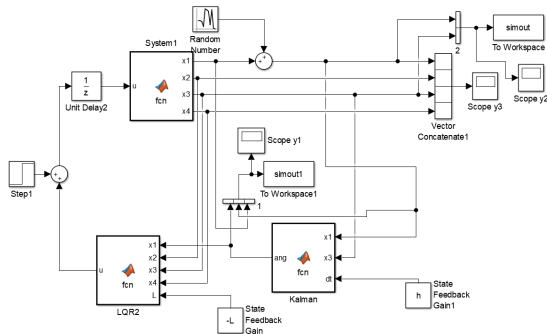 System1
Random
Number
x1
x2
x3
x4
u
fcn
1
z
Unit Delay2
Step1
2
simout
To Workspace
Scope y3
Scope y2
Vector
Concatenate1
Scope y1
simout1
To Workspace1
1
x1
x2
x3
x4
L
u
fcn
LQR2
-L
State
Feedback
Gain
ang
fcn
x1
x3
dt
Kalman
h
State
Feedback
Gain1